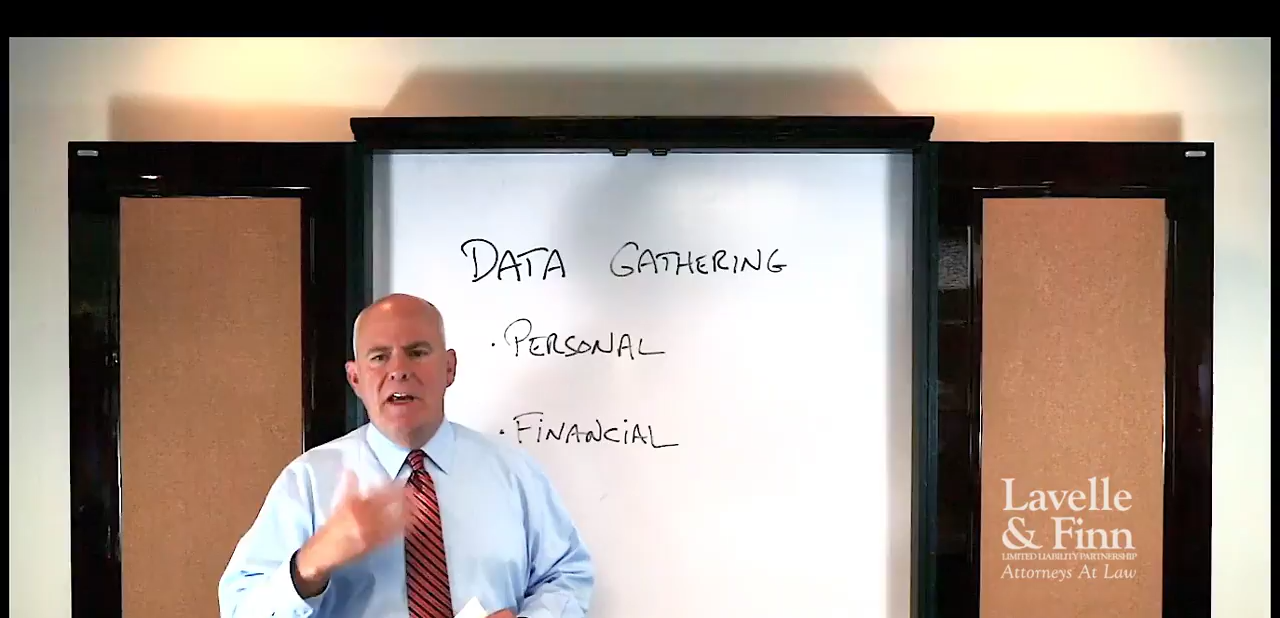 DATA GATHERING
· PERSONAL
· FINANCIAL
Lavelle
& Finn
LIMITED LIABILITY PARTNERSHIP
Attorneys At Law